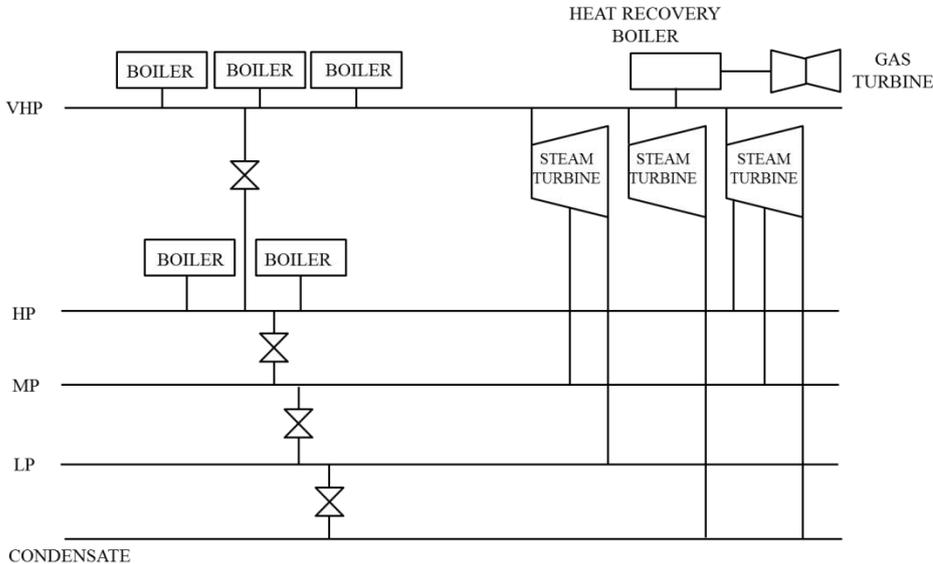 HEAT RECOVERY
BOILER
GAS
TURBINE
BOILER
BOILER
BOILER
VHP
STEAM
TURBINE
STEAM
TURBINE
STEAM
TURBINE
BOILER
BOILER
HP
MP
LP
CONDENSATE